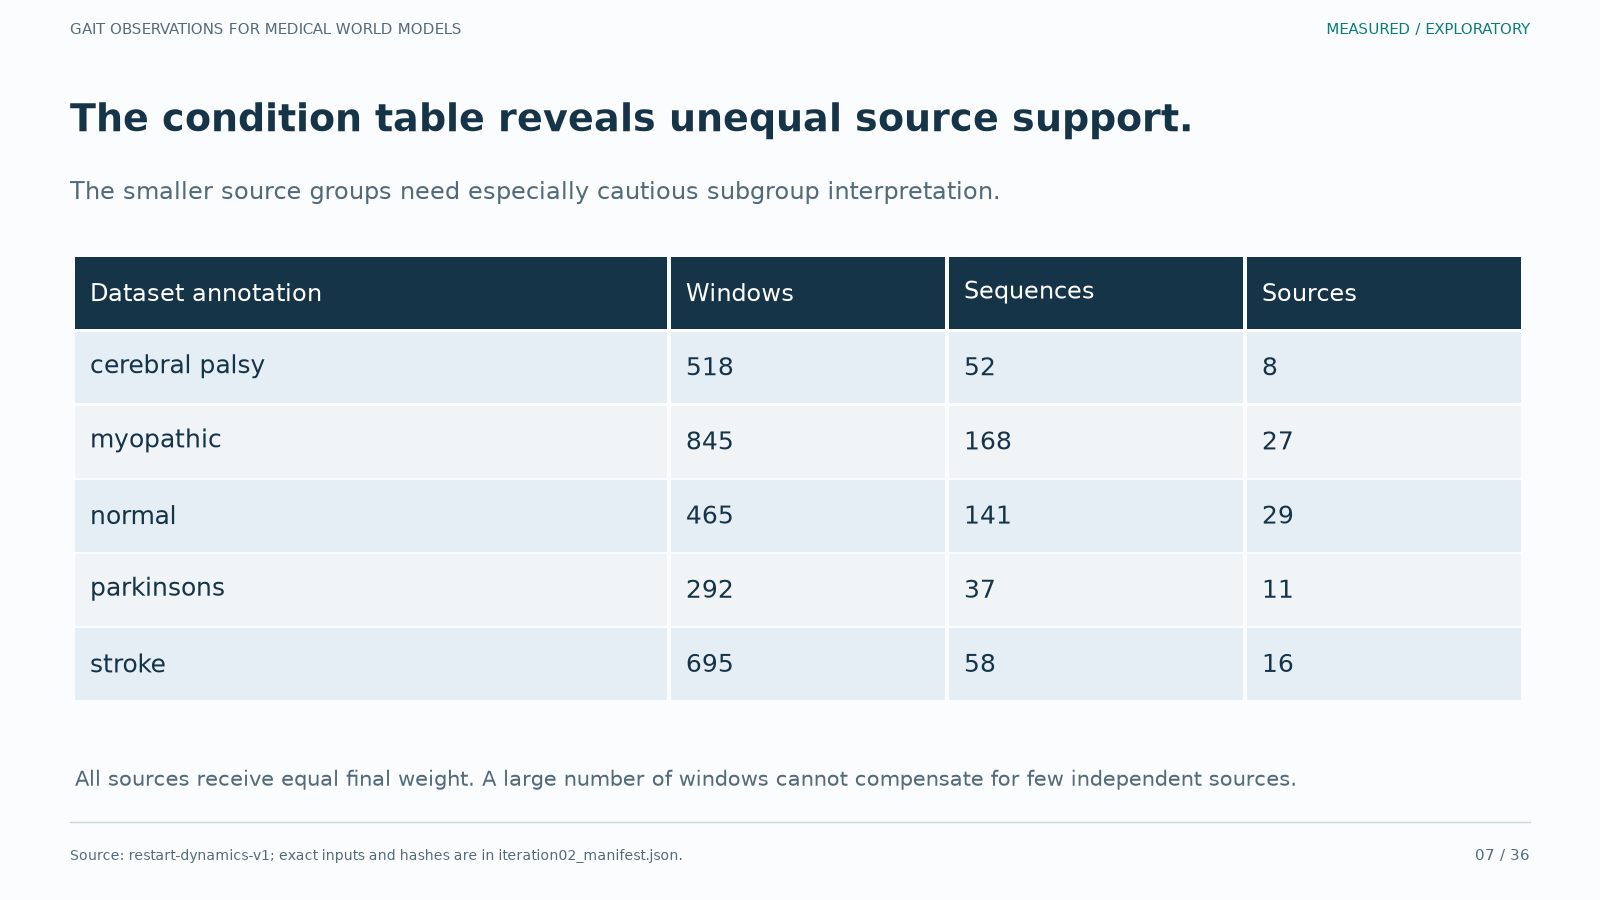 GAIT OBSERVATIONS FOR MEDICAL WORLD MODELS
MEASURED / EXPLORATORY
The condition table reveals unequal source support.
The smaller source groups need especially cautious subgroup interpretation.
Dataset annotation Windows Sequences Sources
cerebral palsy 518 52 8
myopathic 845 168 27
normal 465 141 29
parkinsons 292 37 11
stroke 695 58 16
All sources receive equal final weight. A large number of windows cannot compensate for few independent sources.
Source: restart-dynamics-v1; exact inputs and hashes are in iteration02_manifest.json.
07 / 36